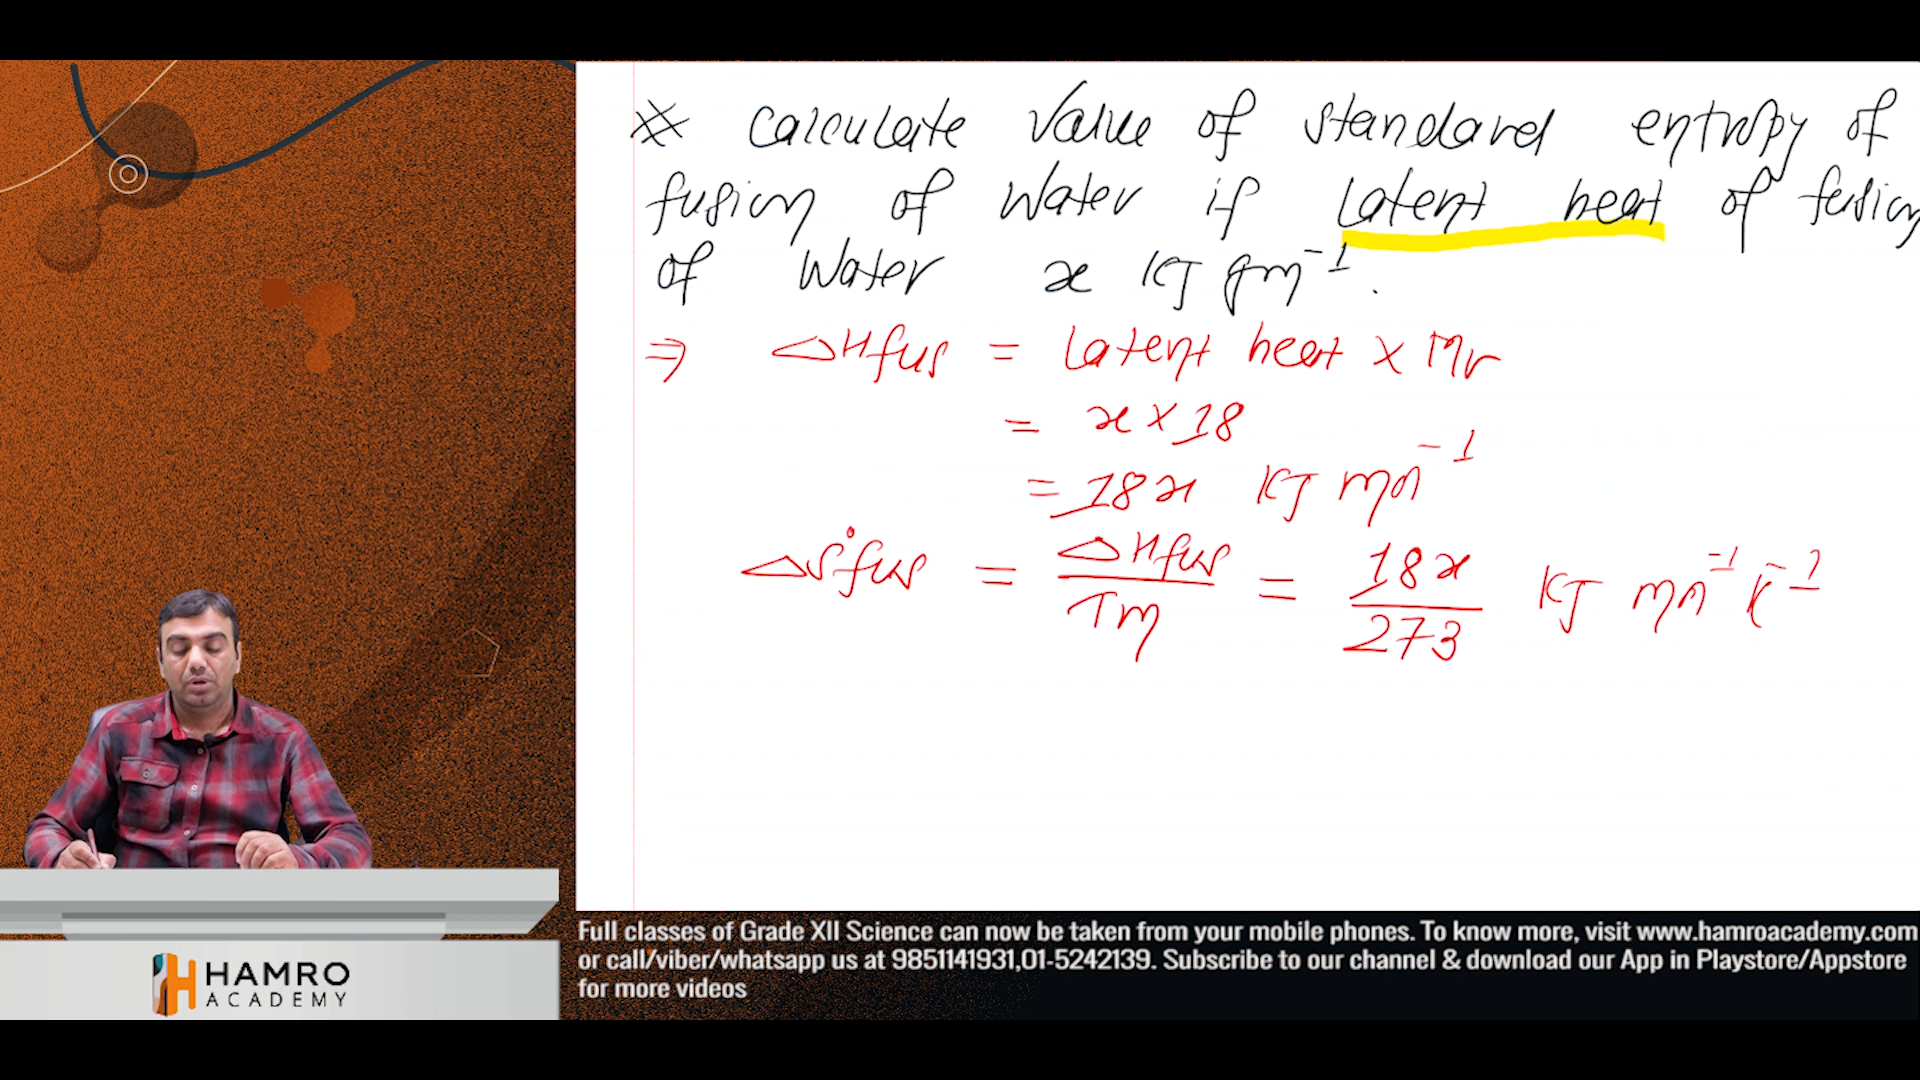 * Calculate value of standard entropy of
fusion of Water if latent heat of fusion
of Water x KJ gm⁻¹.
⇒ △Hfus = latent heat × Mr
= x × 18
= 18x KJ mol⁻¹
△S°fus = △Hfus / Tm = 18x / 273 KJ mol⁻¹ K⁻¹
HAMRO
ACADEMY
Full classes of Grade XII Science can now be taken from your mobile phones. To know more, visit www.hamroacademy.com
or call/viber/whatsapp us at 9851141931,01-5242139. Subscribe to our channel & download our App in Playstore/Appstore
for more videos